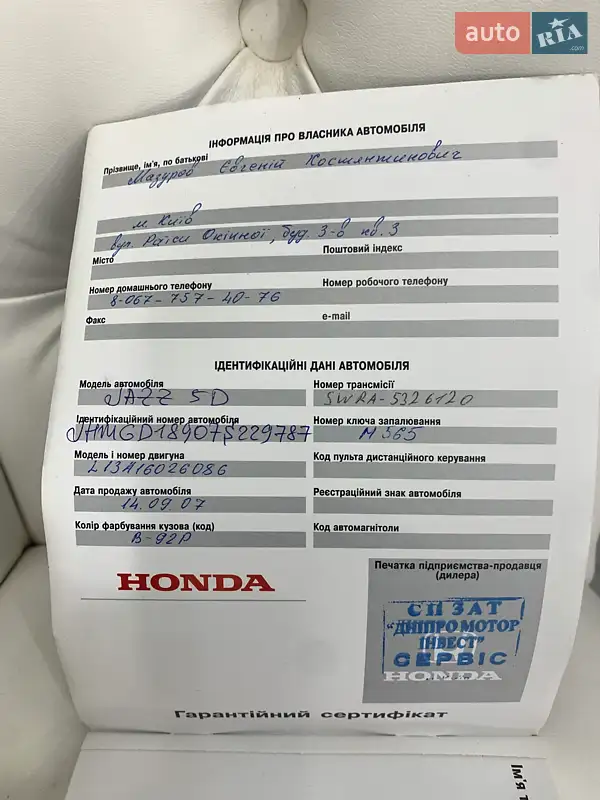 auto RIA.com
ІНФОРМАЦІЯ ПРО ВЛАСНИКА АВТОМОБІЛЯ
Прізвище, ім'я, по батькові
Мазуров Євгеній Костянтинович
м. Київ
вул. Раїси Окіпної, буд. 3-б кв. 3
Місто
Поштовий індекс
Номер домашнього телефону
Номер робочого телефону
8-067-757-40-76
Факс
e-mail
ІДЕНТИФІКАЦІЙНІ ДАНІ АВТОМОБІЛЯ
Модель автомобіля
Номер трансмісії
JAZZ 5D
SWRA-5326120
Ідентифікаційний номер автомобіля
Номер ключа запалювання
JHMGD18907S229787
M565
Модель і номер двигуна
Код пульта дистанційного керування
L13A16026086
Дата продажу автомобіля
Реєстраційний знак автомобіля
14.09.07
Колір фарбування кузова (код)
Код автомагнітоли
B-92P
HONDA
Печатка підприємства-продавця
(дилера)
СП ЗАТ
"ДНІПРО МОТОР
ІНВЕСТ"
СЕРВІС
HONDA
Гарантійний сертифікат
Ім'я т